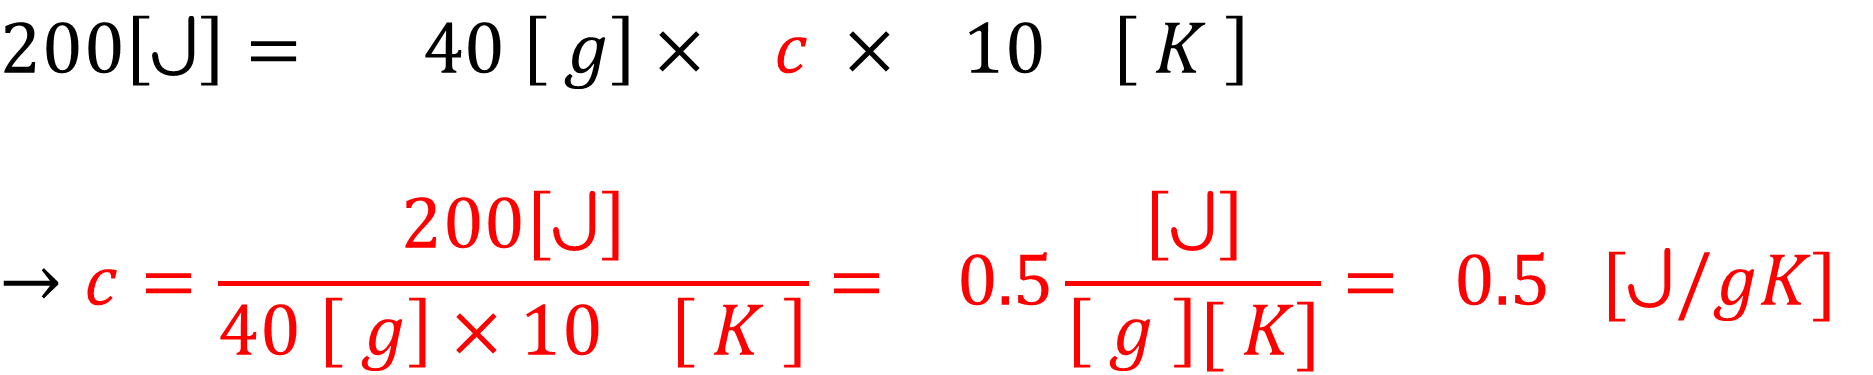 200[J] = 40 [ g] × c × 10 [ K ]
→ c = 200[J] / 40 [ g] × 10 [ K ] = 0.5 [J] / [ g ][ K] = 0.5 [J/gK]